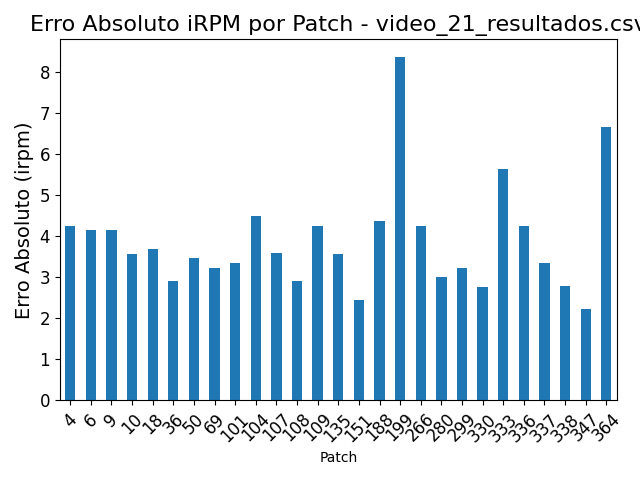 Erro Absoluto iRPM por Patch - video_21_resultados.csv
Erro Absoluto (irpm)
8
7
6
5
4
3
2
1
0
4 6 9 10 18 36 50 69 101 104 107 108 109 135 151 188 199 266 280 299 330 333 336 337 338 347 364
Patch